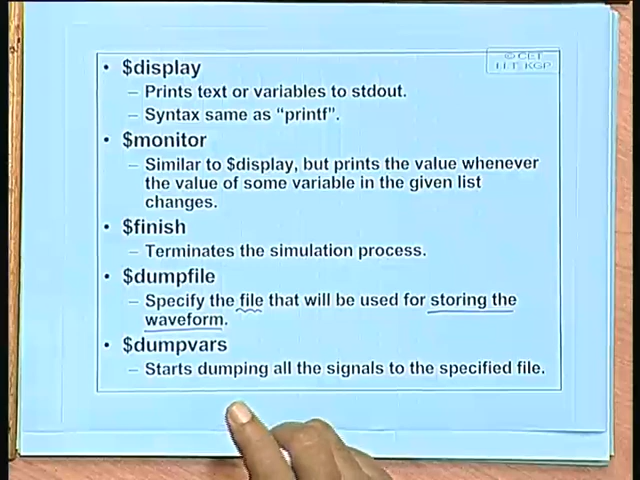 © CET
I.I.T. KGP
• $display
– Prints text or variables to stdout.
– Syntax same as “printf”.
• $monitor
– Similar to $display, but prints the value whenever
the value of some variable in the given list
changes.
• $finish
– Terminates the simulation process.
• $dumpfile
– Specify the file that will be used for storing the
waveform.
• $dumpvars
– Starts dumping all the signals to the specified file.